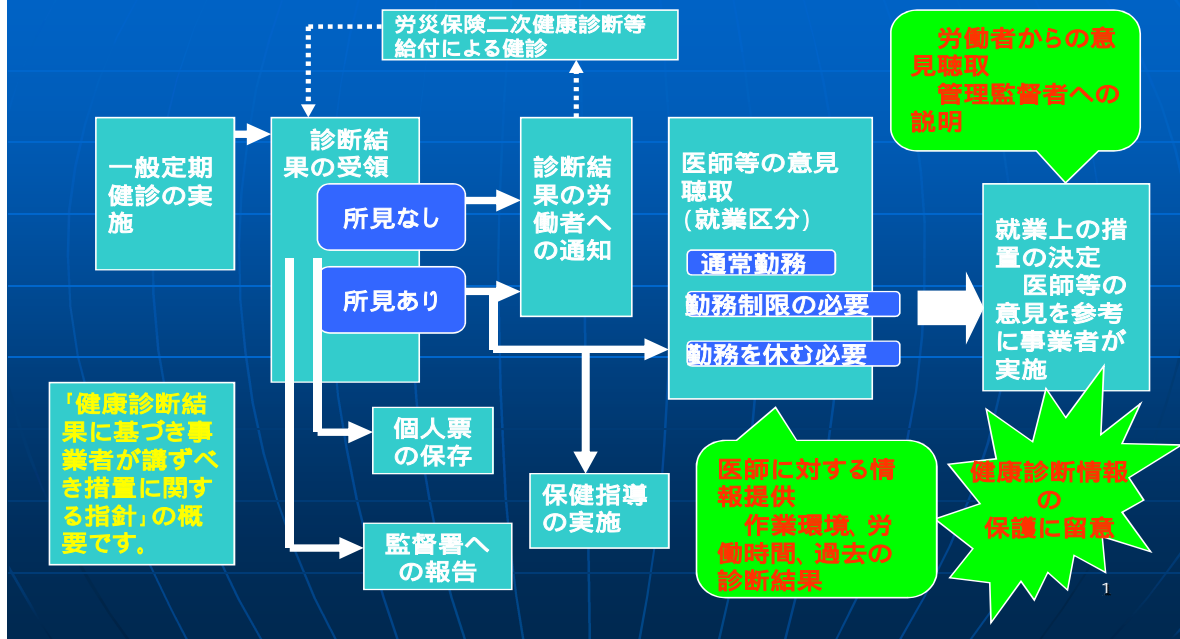 労災保険二次健康診断等
給付による健診
労働者からの意
見聴取
管理監督者への
説明
一般定期
健診の実
施
診断結
果の受領
所見なし
所見あり
診断結
果の労
働者へ
の通知
医師等の意見
聴取
(就業区分)
通常勤務
勤務制限の必要
勤務を休む必要
就業上の措
置の決定
医師等の
意見を参考
に事業者が
実施
「健康診断結
果に基づき事
業者が講ずべ
き措置に関す
る指針」の概
要です。
個人票
の保存
監督署へ
の報告
保健指導
の実施
医師に対する情
報提供
作業環境、労
働時間、過去の
診断結果
健康診断情報
の
保護に留意
1